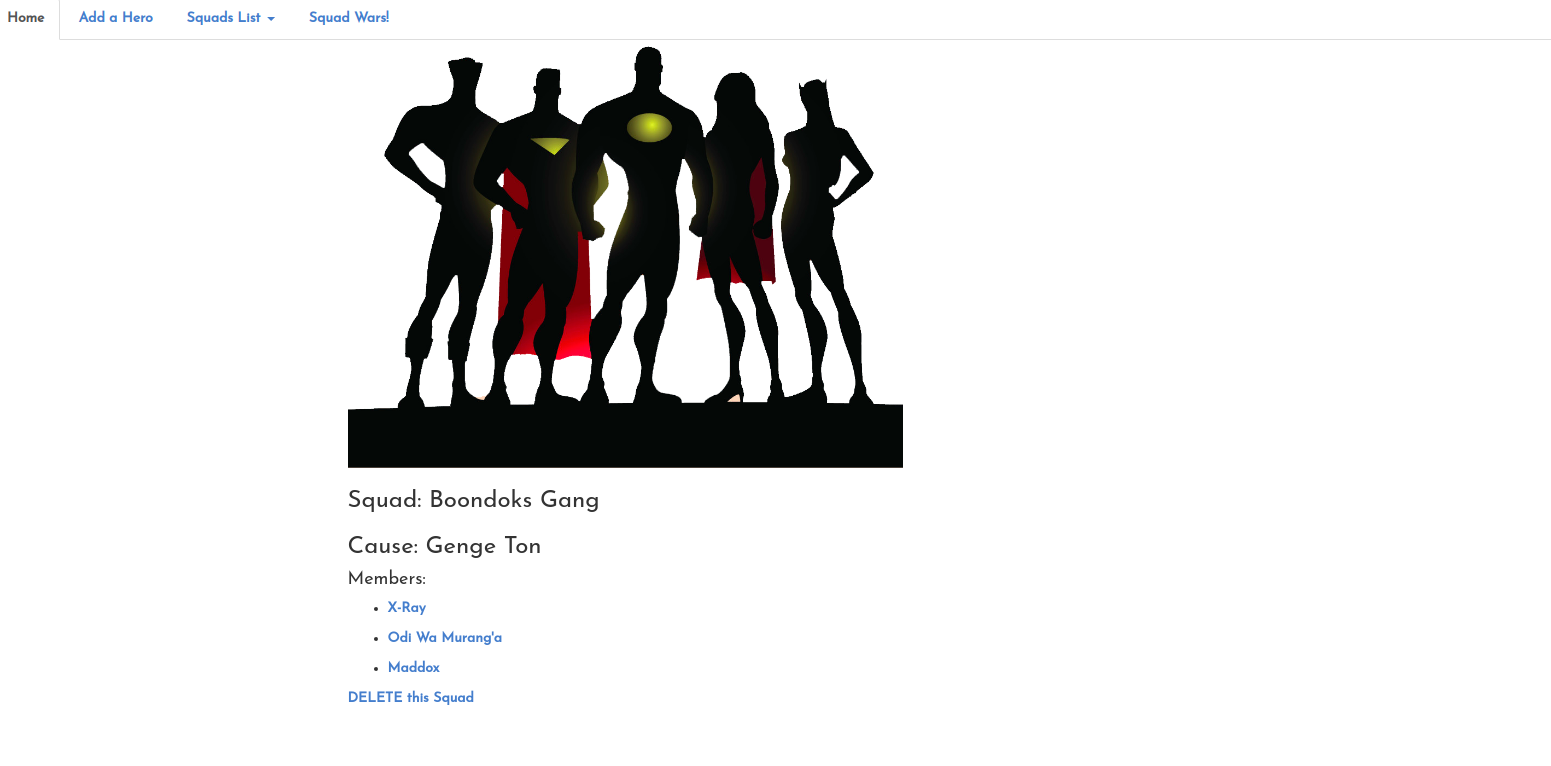 Home Add a Hero Squads List Squad Wars!
Squad: Boondoks Gang
Cause: Genge Ton
Members:
X-Ray
Odi Wa Murang'a
Maddox
DELETE this Squad